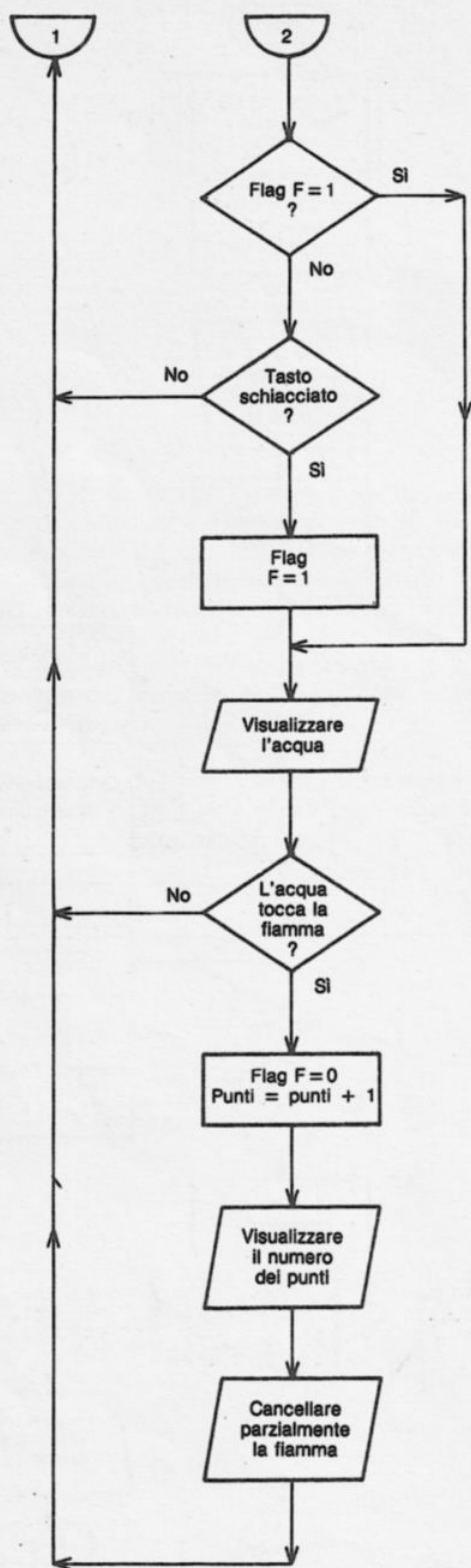 1
2
Flag F = 1
?
Sì
No
Tasto
schiacciato
?
No
Sì
Flag
F = 1
Visualizzare
l'acqua
L'acqua
tocca la
fiamma
?
No
Sì
Flag F = 0
Punti = punti + 1
Visualizzare
il numero
dei punti
Cancellare
parzialmente
la fiamma